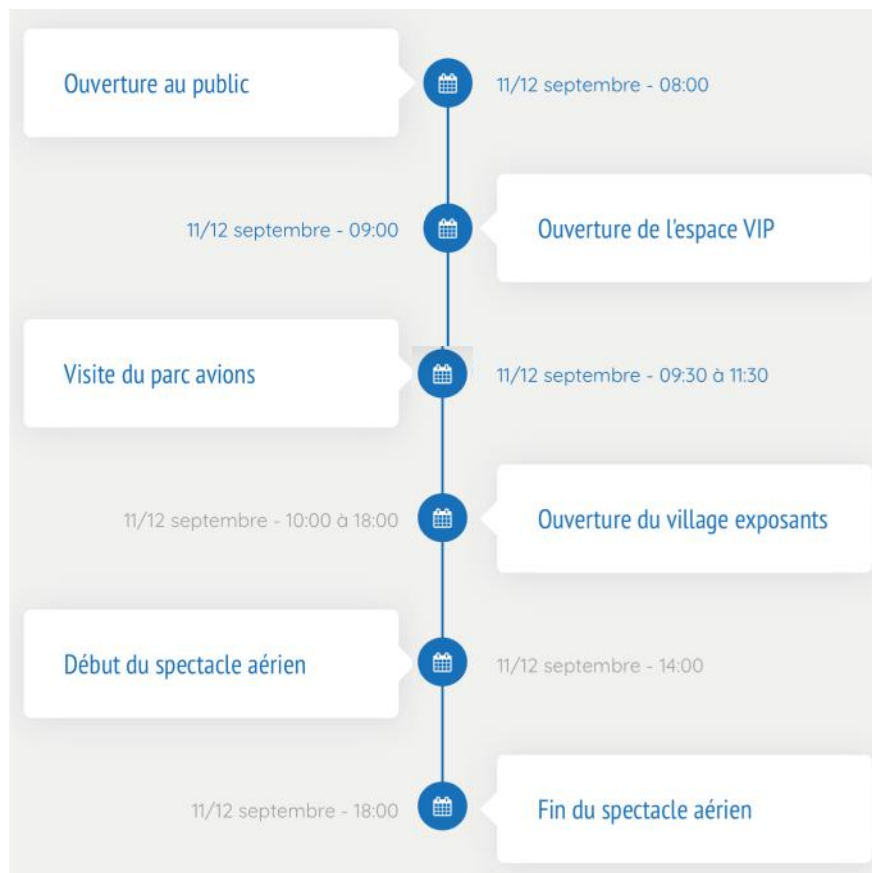 Ouverture au public
11/12 septembre - 08:00
11/12 septembre - 09:00
Ouverture de l'espace VIP
Visite du parc avions
11/12 septembre - 09:30 à 11:30
11/12 septembre - 10:00 à 18:00
Ouverture du village exposants
Début du spectacle aérien
11/12 septembre - 14:00
11/12 septembre - 18:00
Fin du spectacle aérien